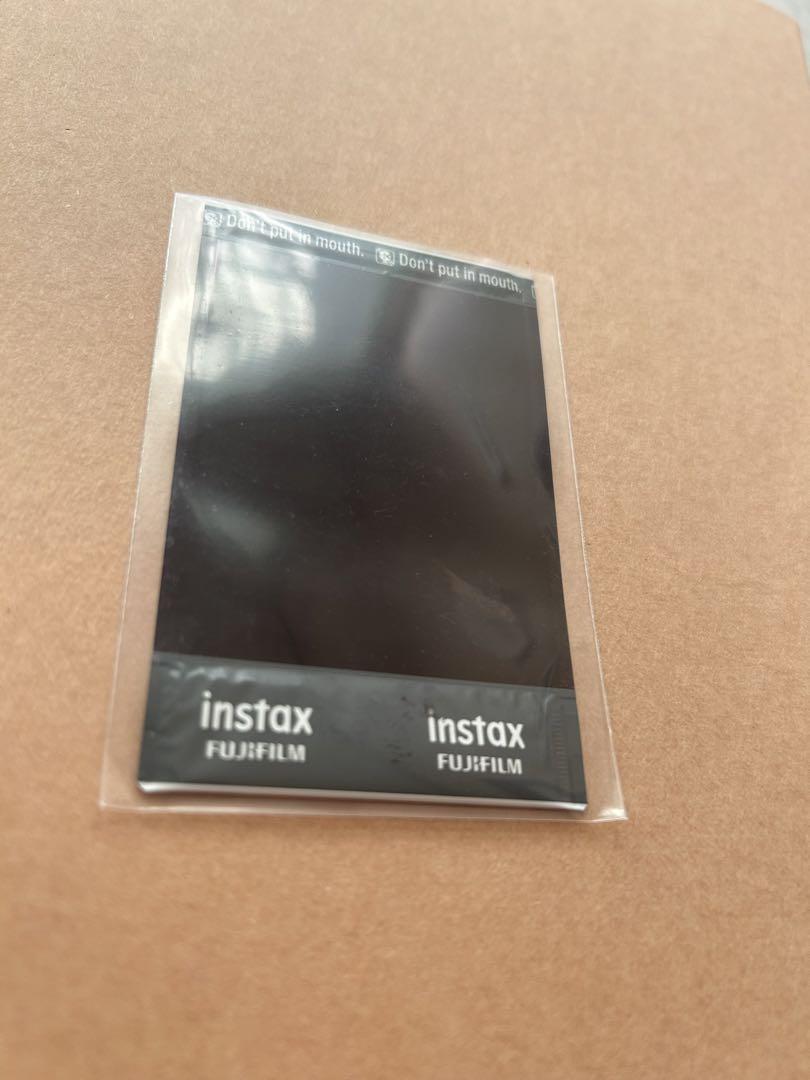 Don't put in mouth. Don't put in mouth.
instax instax
FUJIFILM FUJIFILM